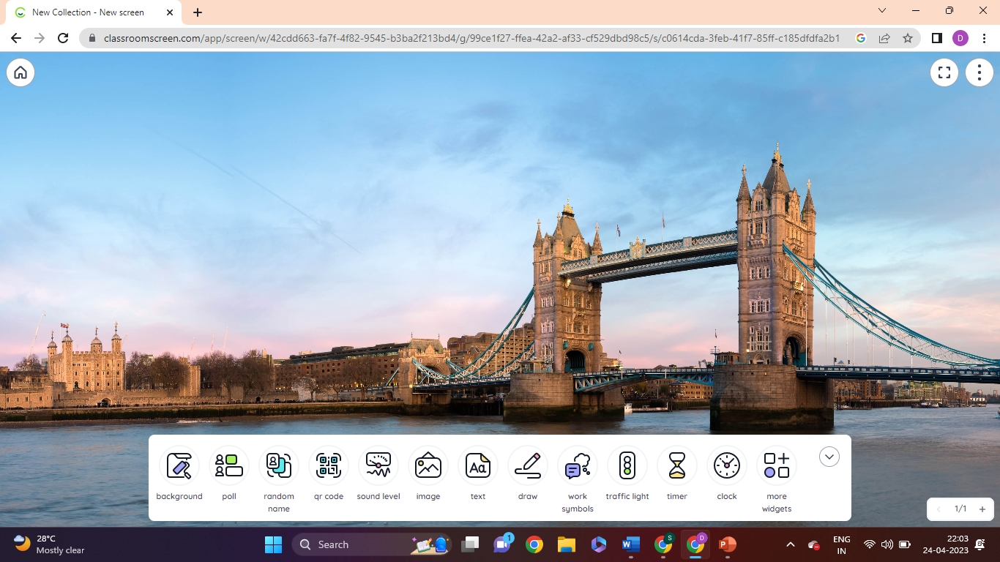 New Collection - New screen
classroomscreen.com/app/screen/w/42cdd663-fa7f-4f82-9545-b3ba2f213bd4/g/99ce1f27-ffea-42a2-af33-cf529dbd98c5/s/c0614cda-3feb-41f7-85ff-c185dfdfa2b1
D
Aa
background
poll
random
name
qr code
sound level
image
text
draw
work
symbols
traffic light
timer
clock
more
widgets
1/1
28°C
Mostly clear
Search
1
W
S
D
P
ENG
IN
22:03
24-04-2023